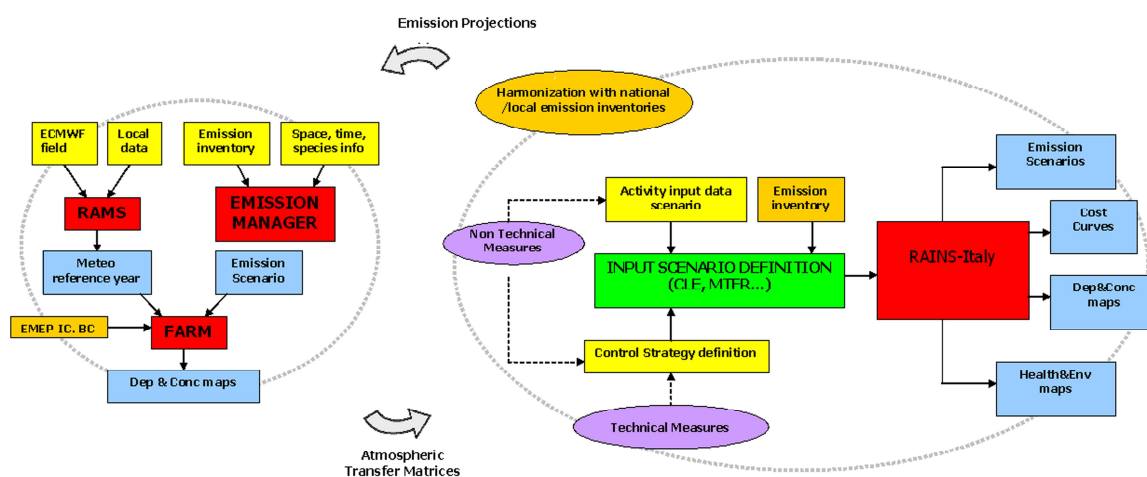 Emission Projections
Harmonization with national
/local emission inventories
ECMWF
field
Local
data
Emission
inventory
Space, time,
species info
RAMS
EMISSION
MANAGER
Meteo
reference year
Emission
Scenario
EMEP IC. BC
FARM
Dep & Conc maps
Atmospheric
Transfer Matrices
Non Technical
Measures
Activity input data
scenario
Emission
inventory
INPUT SCENARIO DEFINITION
(CLE, MTFR...)
Control Strategy definition
Technical Measures
RAINS-Italy
Emission
Scenarios
Cost
Curves
Dep&Conc
maps
Health&Env
maps